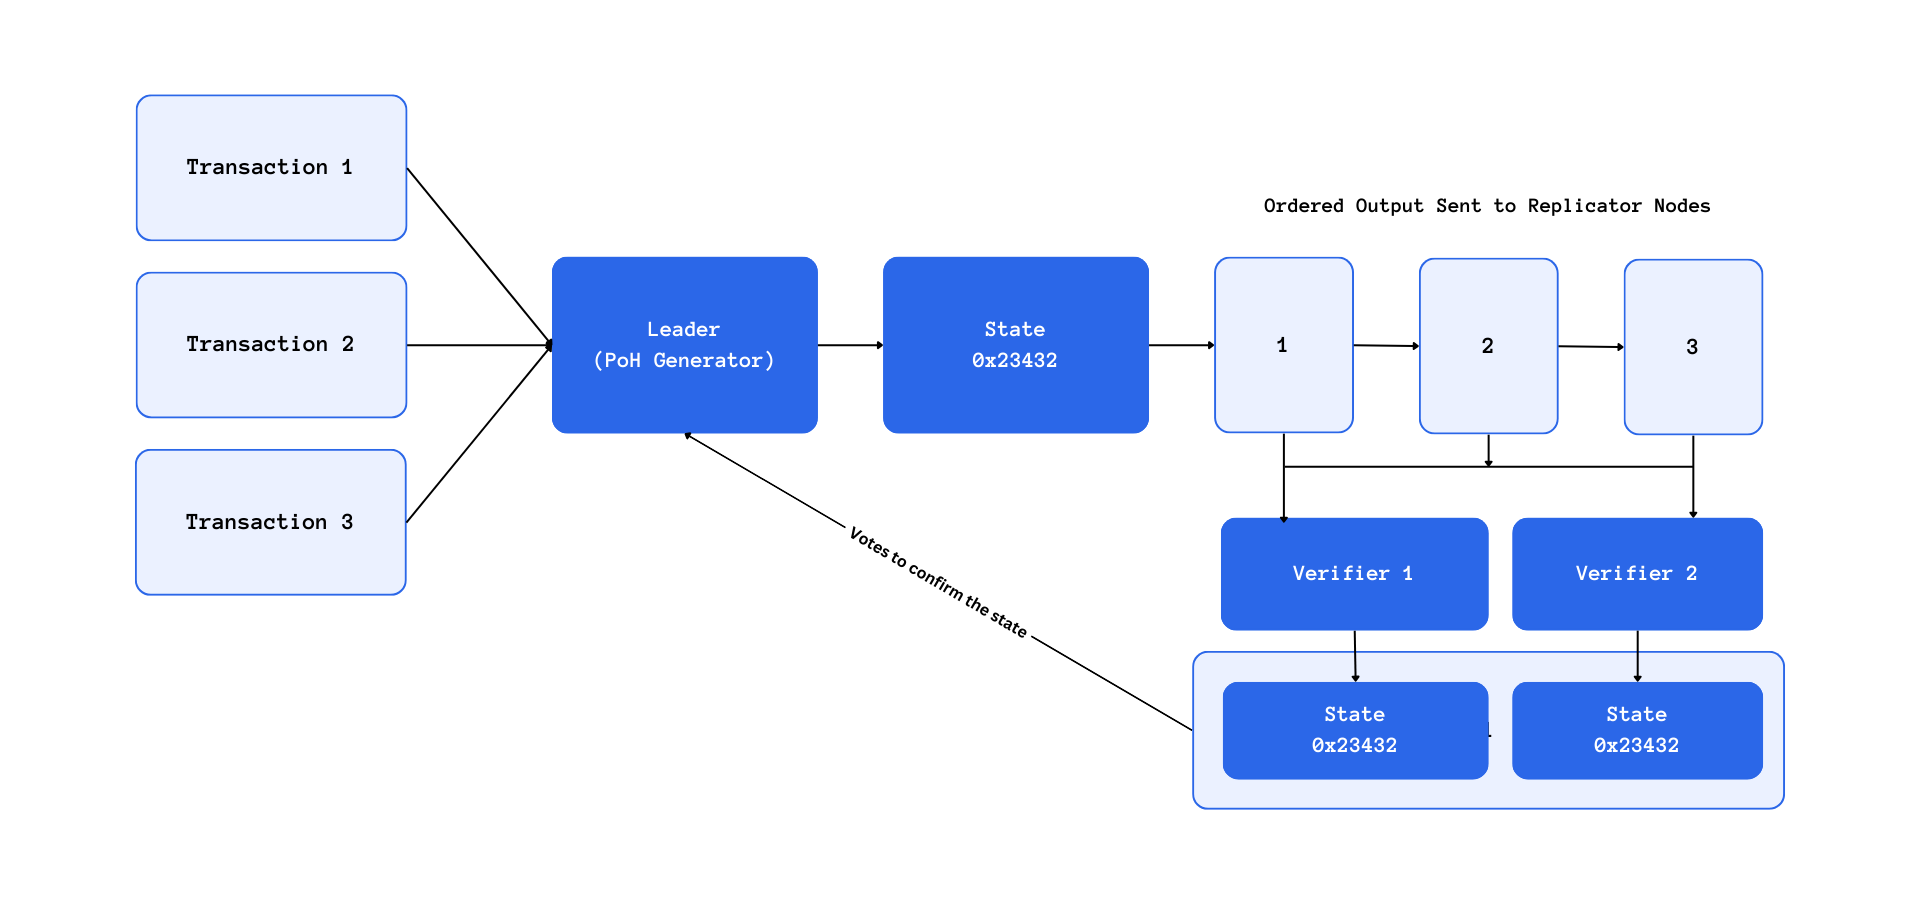 Transaction 1
Transaction 2
Transaction 3
Leader
(PoH Generator)
State
0x23432
Ordered Output Sent to Replicator Nodes
1
2
3
Verifier 1
Verifier 2
State
0x23432
State
0x23432
Votes to confirm the state